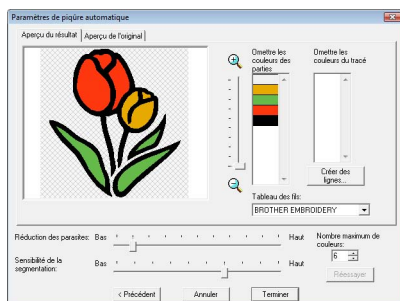 Paramètres de piqûre automatique
Aperçu du résultat
Aperçu de l'original
Omettre les couleurs des parties
Omettre les couleurs du tracé
Créer des lignes...
Tableau des fils:
BROTHER EMBROIDERY
Réduction des parasites:
Bas
Haut
Nombre maximum de couleurs:
6
Sensibilité de la segmentation:
Bas
Haut
Réessayer
< Précédent
Annuler
Terminer